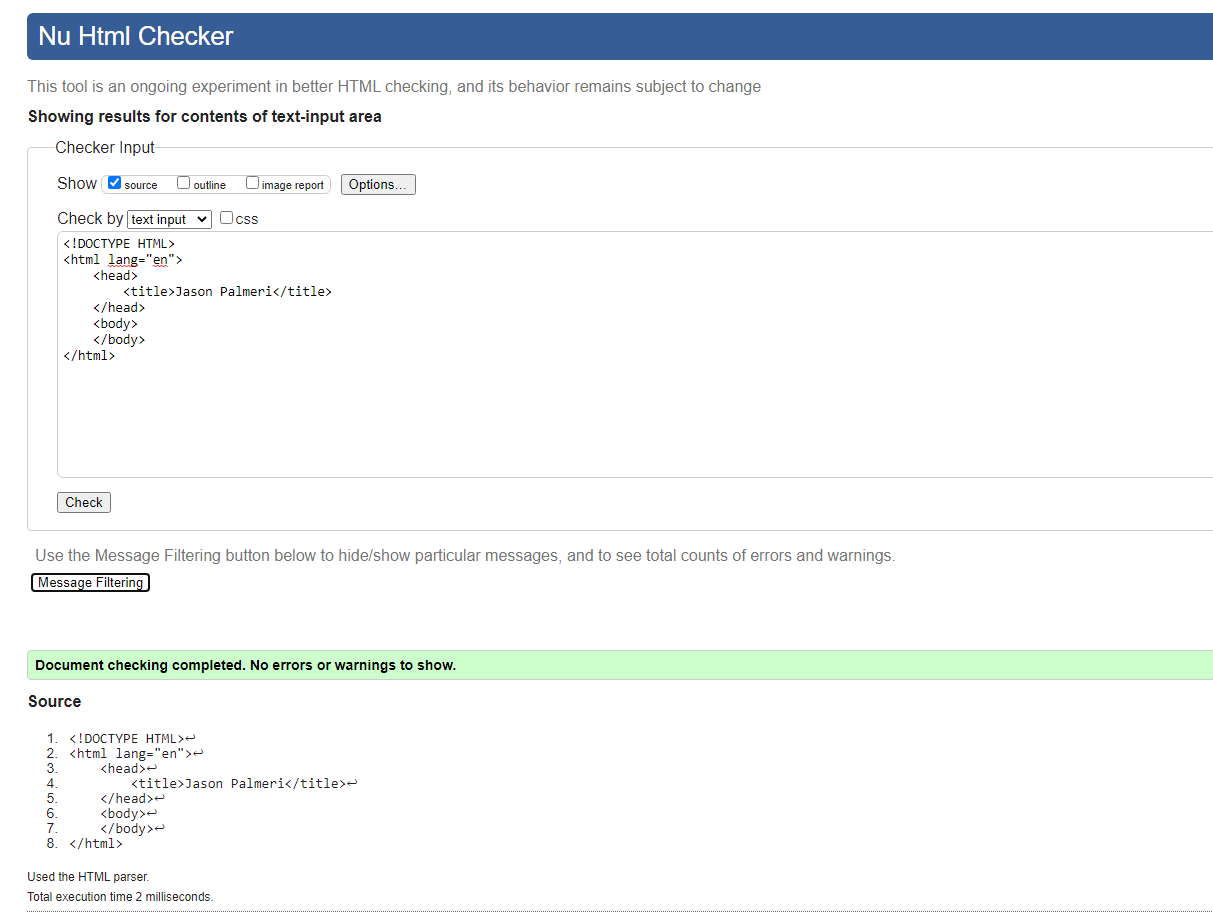 Nu Html Checker
This tool is an ongoing experiment in better HTML checking, and its behavior remains subject to change
Showing results for contents of text-input area
Checker Input
Show source outline image report Options...
Check by text input css
<!DOCTYPE HTML>
<html lang="en">
    <head>
        <title>Jason Palmeri</title>
    </head>
    <body>
    </body>
</html>
Check
Use the Message Filtering button below to hide/show particular messages, and to see total counts of errors and warnings.
Message Filtering
Document checking completed. No errors or warnings to show.
Source
1. <!DOCTYPE HTML>↩
2. <html lang="en">↩
3.     <head>↩
4.         <title>Jason Palmeri</title>↩
5.     </head>↩
6.     <body>↩
7.     </body>↩
8. </html>
Used the HTML parser.
Total execution time 2 milliseconds.